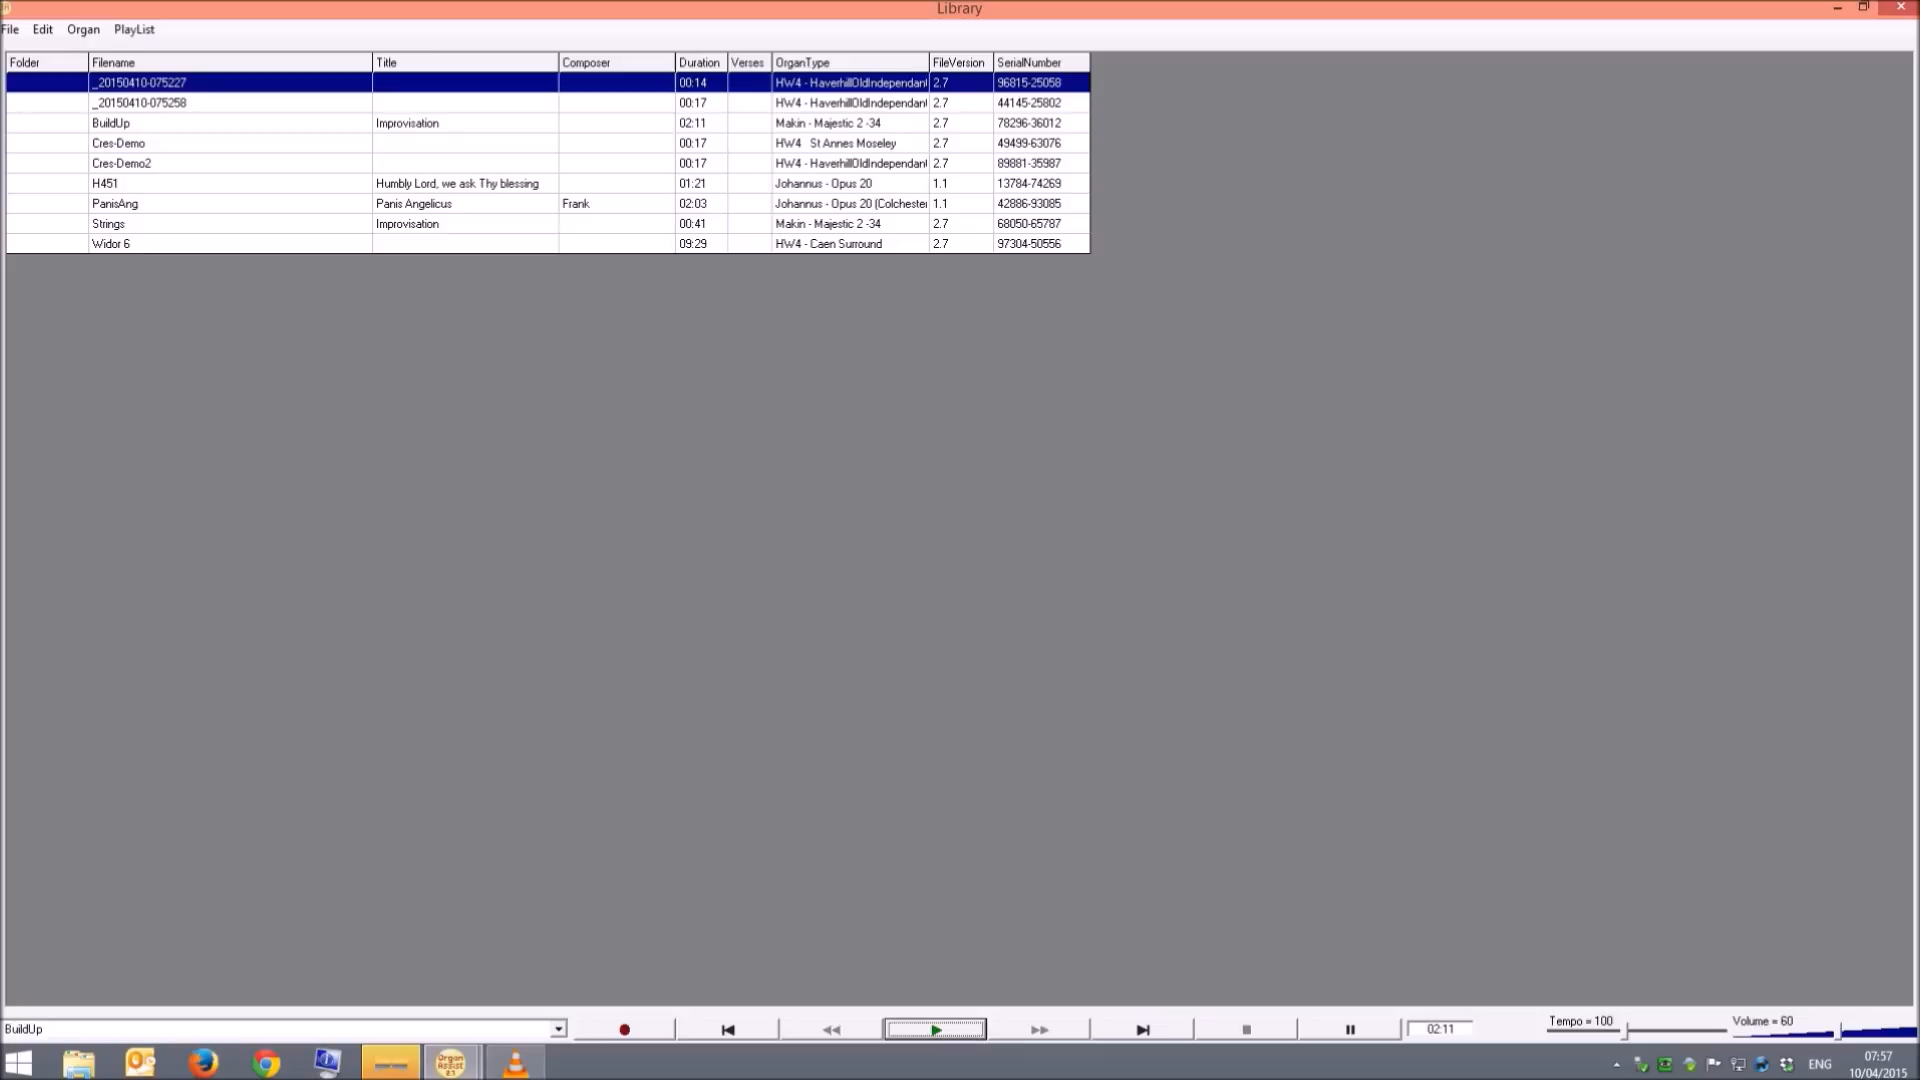 Library
File Edit Organ PlayList
Folder Filename Title Composer Duration Verses OrganType FileVersion SerialNumber
_20150410-075227 00:14 HW4 - HaverhillOldIndependant 2.7 96815-25058
_20150410-075258 00:17 HW4 - HaverhillOldIndependant 2.7 44145-25802
BuildUp Improvisation 02:11 Makin - Majestic 2 -34 2.7 78296-36012
Cres-Demo 00:17 HW4 St Annes Moseley 2.7 49499-63076
Cres-Demo2 00:17 HW4 - HaverhillOldIndependant 2.7 89881-35987
H451 Humbly Lord, we ask Thy blessing 01:21 Johannus - Opus 20 1.1 13784-74269
PanisAng Panis Angelicus Frank 02:03 Johannus - Opus 20 (Colchester 1.1 42886-93085
Strings Improvisation 00:41 Makin - Majestic 2 -34 2.7 68050-65787
Widor 6 09:29 HW4 - Caen Surround 2.7 97304-50556
BuildUp 02:11 Tempo = 100 Volume = 60
Organ Assist 2.1 ENG 07:57
10/04/2015